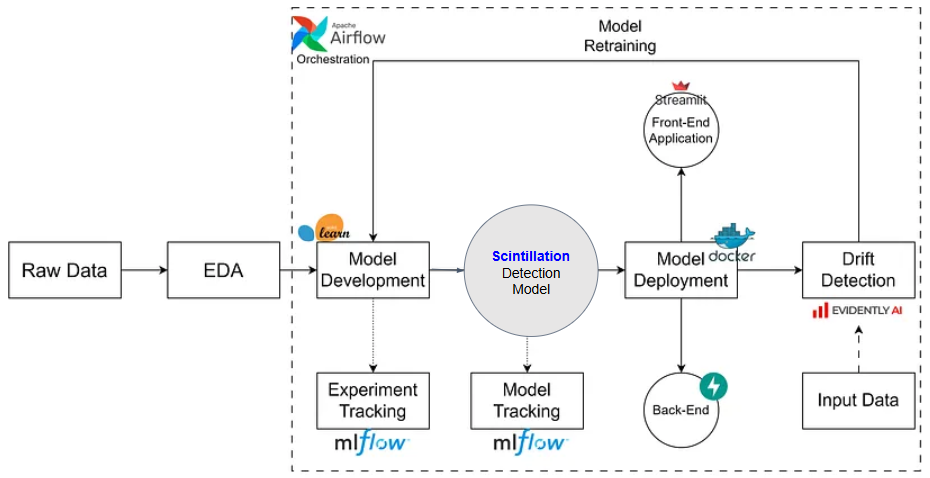 Apache
Airflow
Orchestration
Model
Retraining
Streamlit
Front-End
Application
learn
docker
Raw Data
EDA
Model
Development
Scintillation
Detection
Model
Model
Deployment
Drift
Detection
EVIDENTLY AI
Experiment
Tracking
mlflow
Model
Tracking
mlflow
Back-End
Input Data